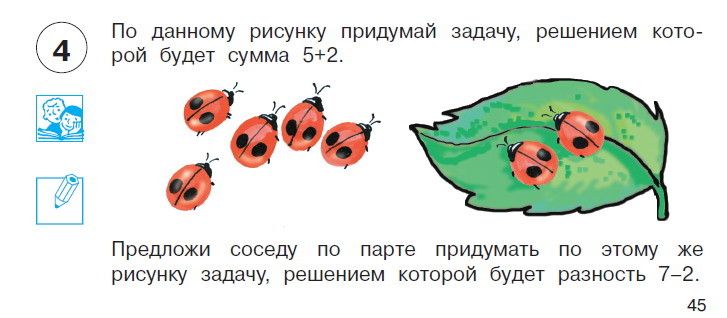 4
По данному рисунку придумай задачу, решением кото-
рой будет сумма 5+2.
Предложи соседу по парте придумать по этому же
рисунку задачу, решением которой будет разность 7–2.
45